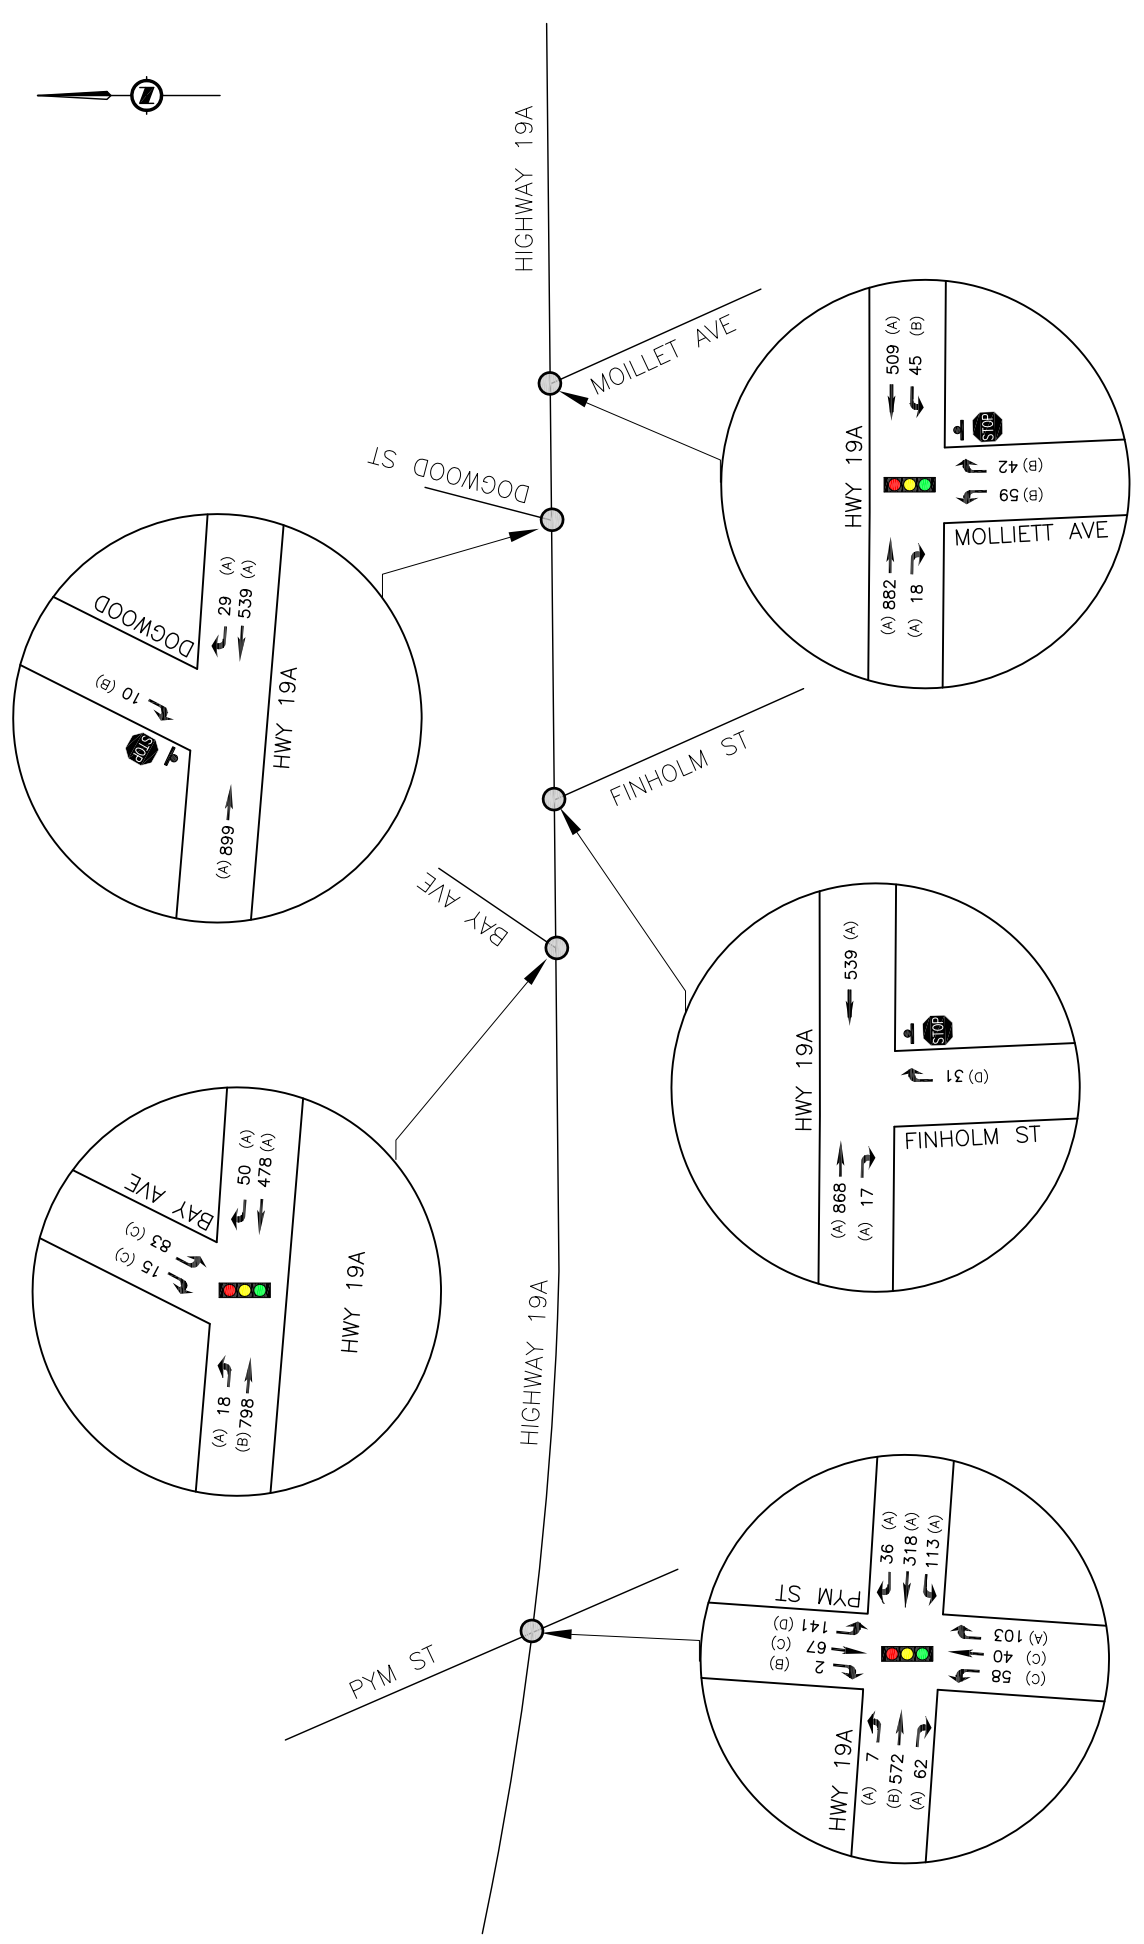 N
HIGHWAY 19A
MOILLET AVE
DOGWOOD ST
FINHOLM ST
BAY AVE
HIGHWAY 19A
PYM ST
HWY 19A
509 (A)
45 (B)
STOP
(B) 42
(B) 59
MOLLIETT AVE
(A) 882
(A) 18
DOGWOOD
29 (A)
539 (A)
10 (B)
STOP
HWY 19A
(A) 899
539 (A)
HWY 19A
STOP
(D) 31
FINHOLM ST
(A) 868
(A) 17
BAY AVE
50 (A)
478 (A)
83 (C)
15 (C)
HWY 19A
(A) 18
(B) 798
36 (A)
318 (A)
113 (A)
PYM ST
141 (D)
67 (C)
2 (B)
(A) 103
(C) 40
(C) 58
HWY 19A
(A) 7
(B) 572
(A) 62